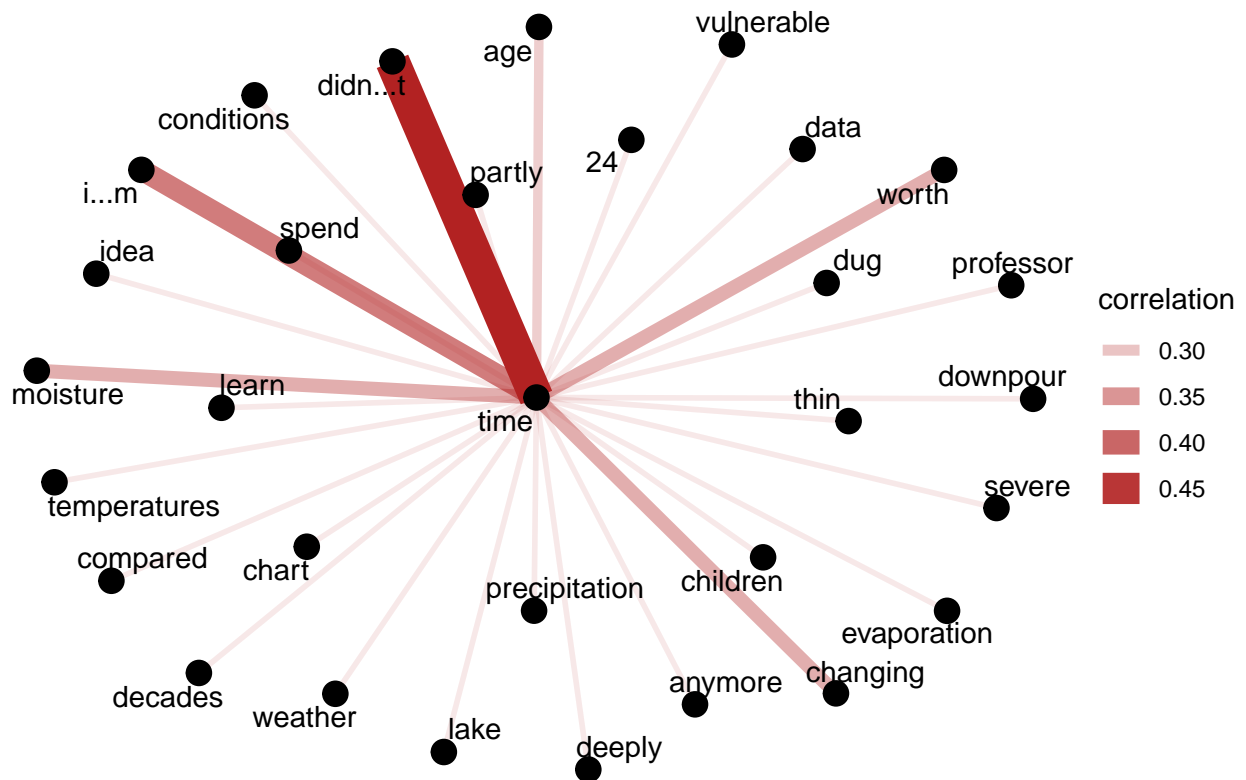 age
vulnerable
didn...t
conditions
data
24
partly
worth
i...m
spend
idea
dug
professor
correlation
0.30
moisture
learn
downpour
thin
0.35
time
0.40
severe
0.45
temperatures
compared
chart
children
precipitation
evaporation
changing
decades
anymore
weather
lake
deeply